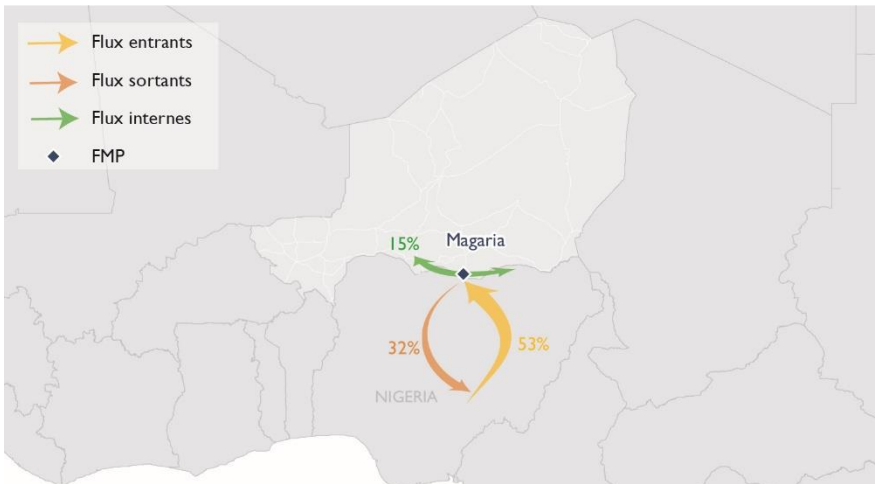 Flux entrants
Flux sortants
Flux internes
FMP
Magaria
15%
32%
53%
NIGERIA